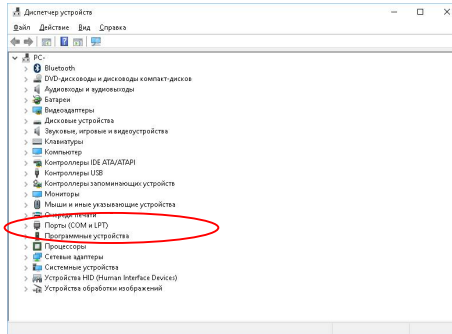 Диспетчер устройств
Файл Действие Вид Справка
PC-
Bluetooth
DVD-дисководы и дисководы компакт-дисков
Аудиовходы и аудиовыходы
Батареи
Видеоадаптеры
Дисковые устройства
Звуковые, игровые и видеоустройства
Клавиатуры
Компьютер
Контроллеры IDE ATA/ATAPI
Контроллеры USB
Контроллеры запоминающих устройств
Мониторы
Мыши и иные указывающие устройства
Очереди печати
Порты (COM и LPT)
Программные устройства
Процессоры
Сетевые адаптеры
Системные устройства
Устройства HID (Human Interface Devices)
Устройства обработки изображений